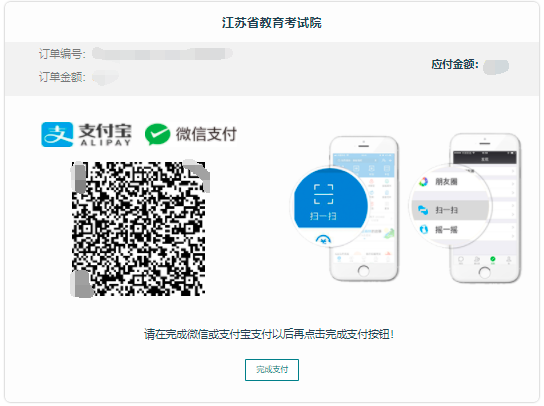 江苏省教育考试院
订单编号:
应付金额:
订单金额:
支付宝
ALIPAY
微信支付
朋友圈
扫一扫
扫一扫
摇一摇
请在完成微信或支付宝支付以后再点击完成支付按钮!
完成支付